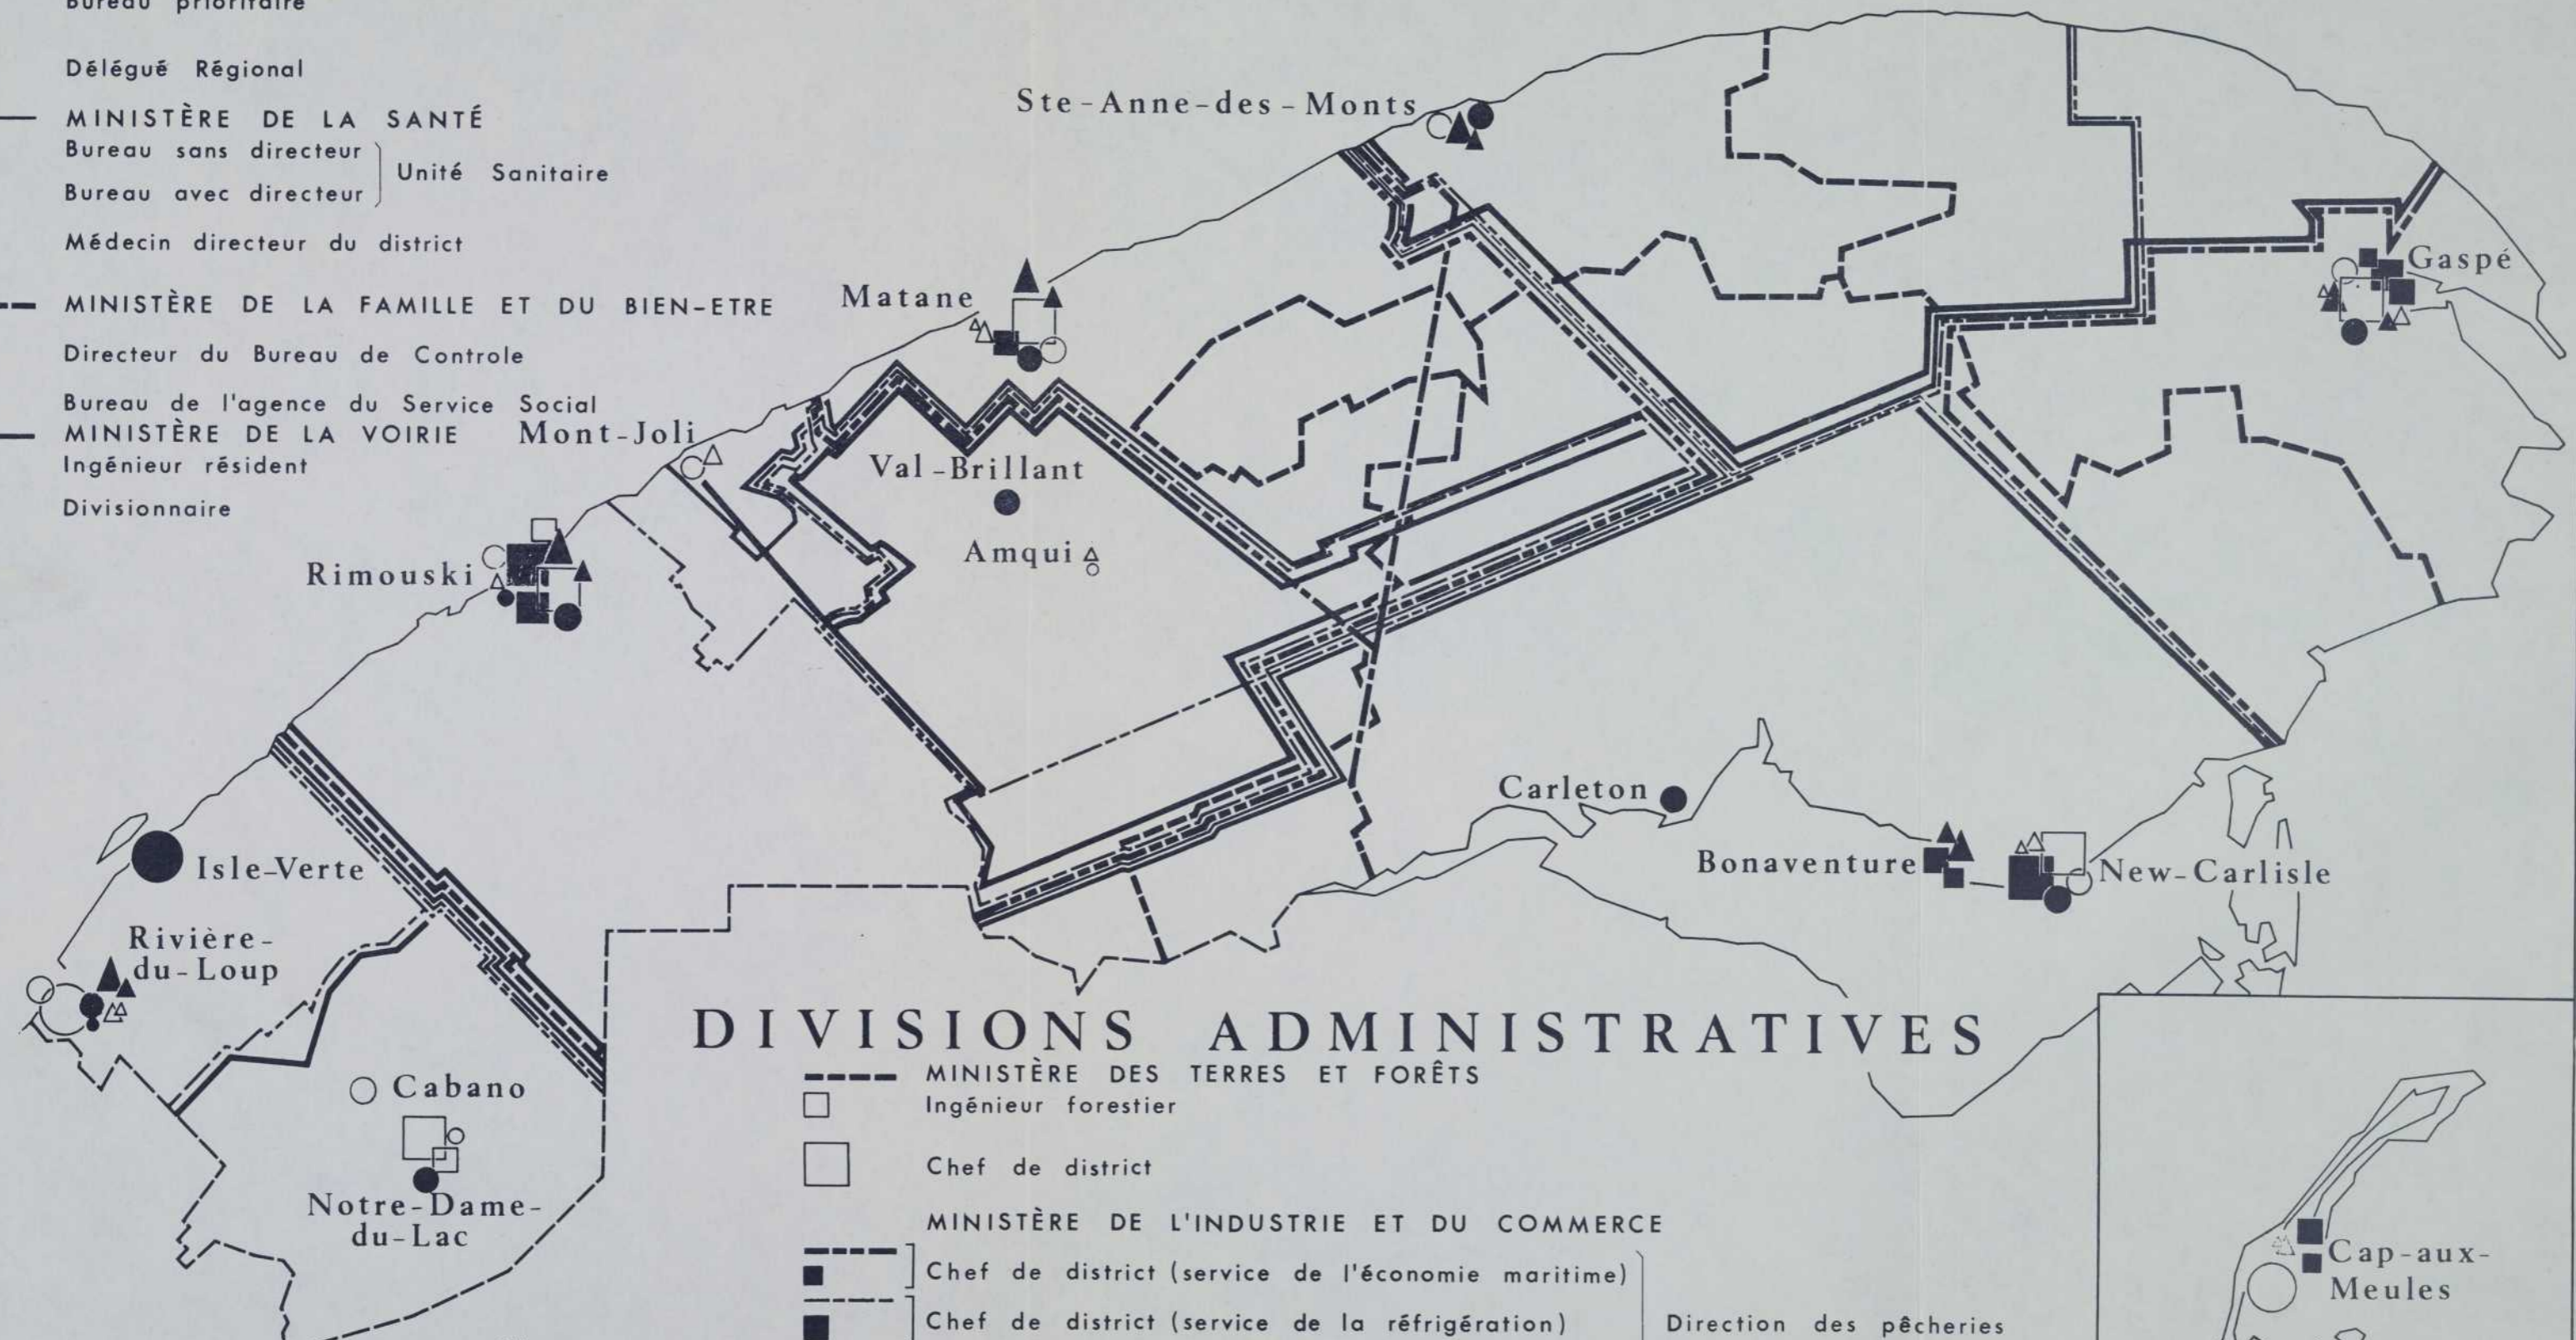 Bureau prioritaire
Délégué Régional
MINISTÈRE DE LA SANTÉ
Bureau sans directeur
Unité Sanitaire
Bureau avec directeur
Médecin directeur du district
MINISTÈRE DE LA FAMILLE ET DU BIEN-ETRE
Directeur du Bureau de Controle
Bureau de l'agence du Service Social
MINISTÈRE DE LA VOIRIE
Ingénieur résident
Divisionnaire
Ste-Anne-des-Monts
Gaspé
Matane
Mont-Joli
Val-Brillant
Amqui
Rimouski
Carleton
Bonaventure
New-Carlisle
Isle-Verte
Rivière-
du-Loup
Cabano
Notre-Dame-
du-Lac
DIVISIONS ADMINISTRATIVES
MINISTÈRE DES TERRES ET FORÊTS
Ingénieur forestier
Chef de district
MINISTÈRE DE L'INDUSTRIE ET DU COMMERCE
Chef de district (service de l'économie maritime)
Chef de district (service de la réfrigération)
Direction des pêcheries
Cap-aux-
Meules